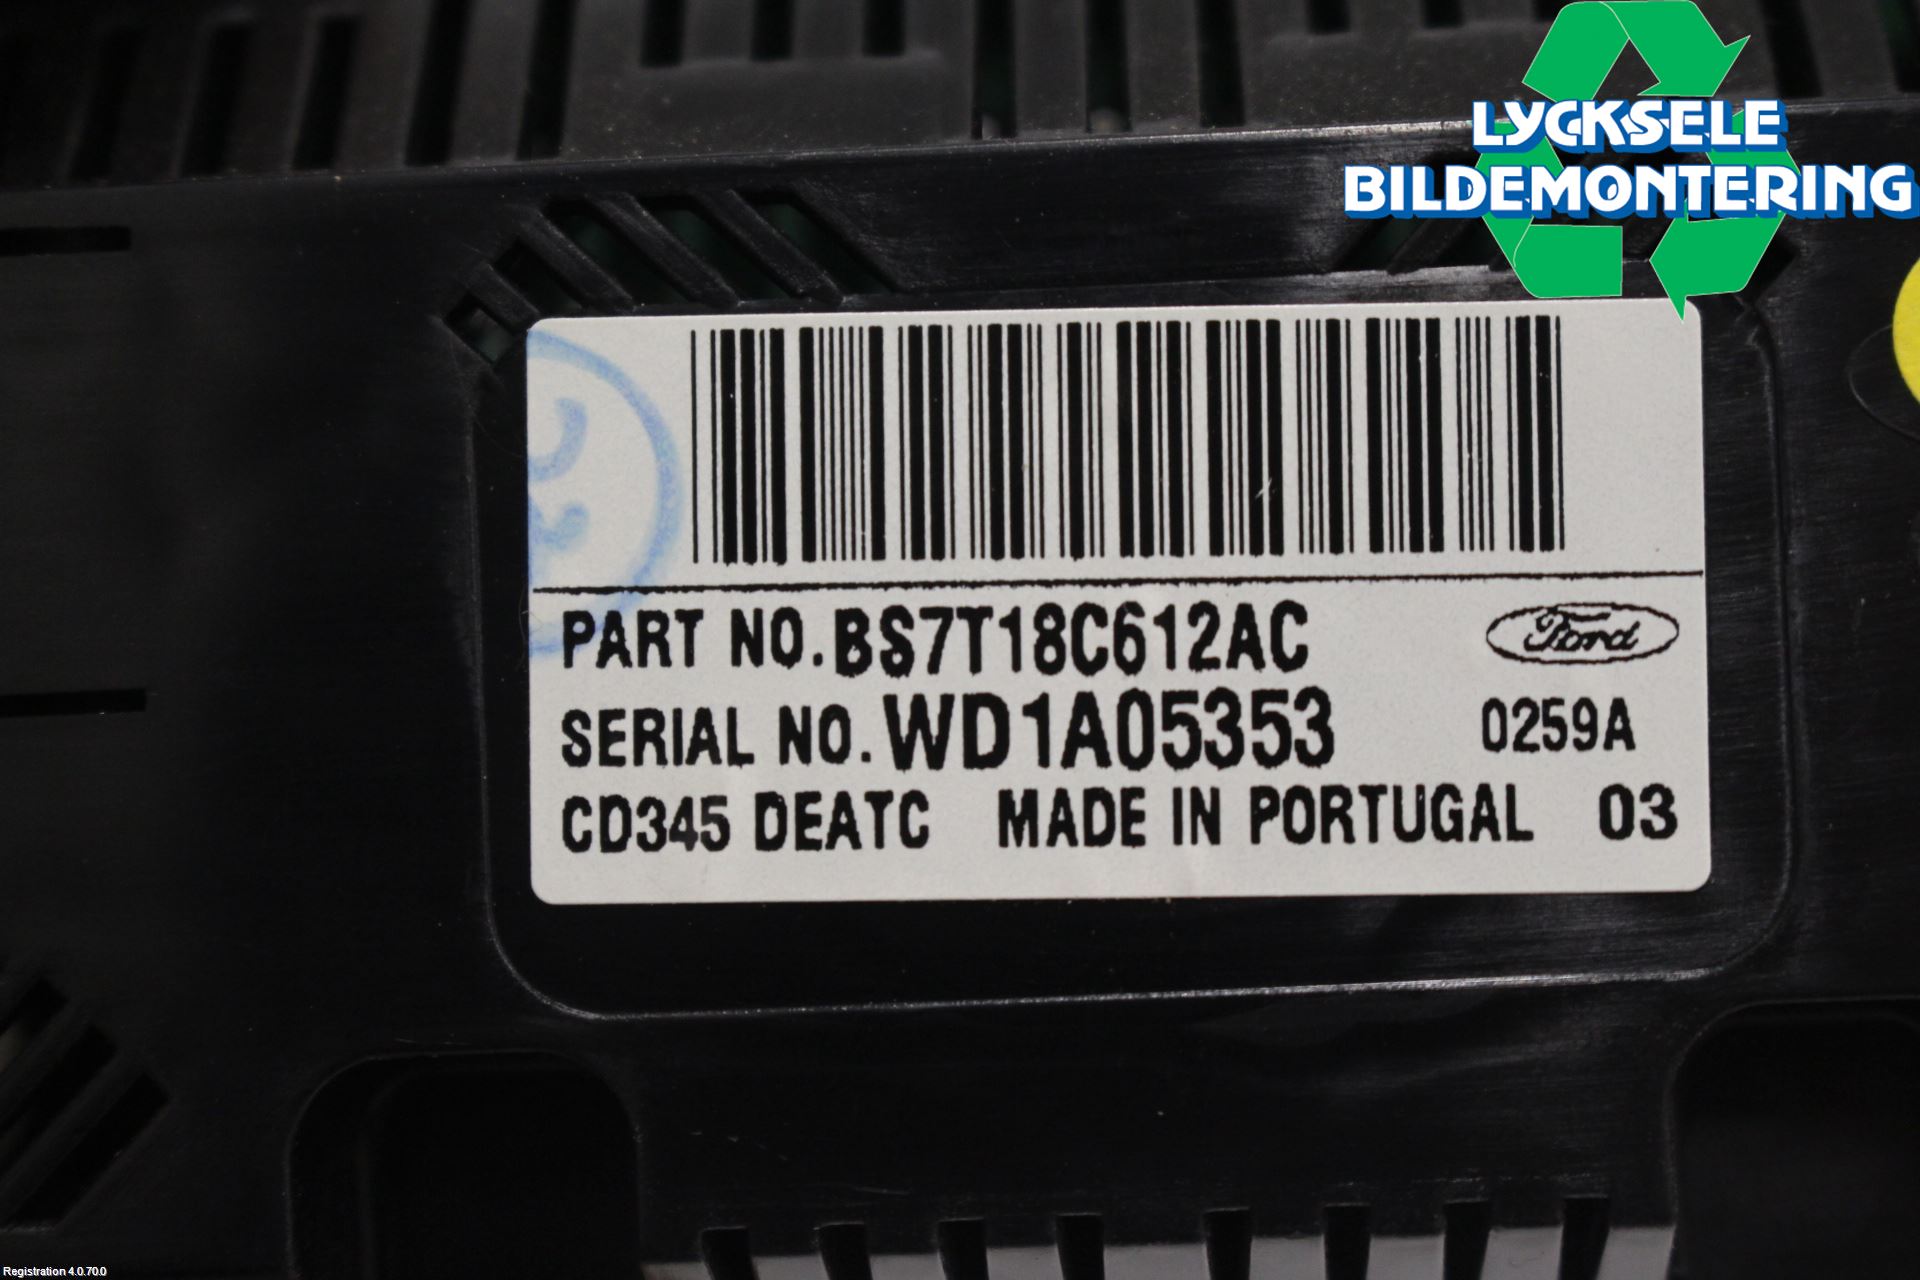 LYCKSELE
BILDEMONTERING
PART NO.BS7T18C612AC
Ford
SERIAL NO.WD1A05353
0259A
CD345 DEATC MADE IN PORTUGAL 03
Registration 4.0.70.0